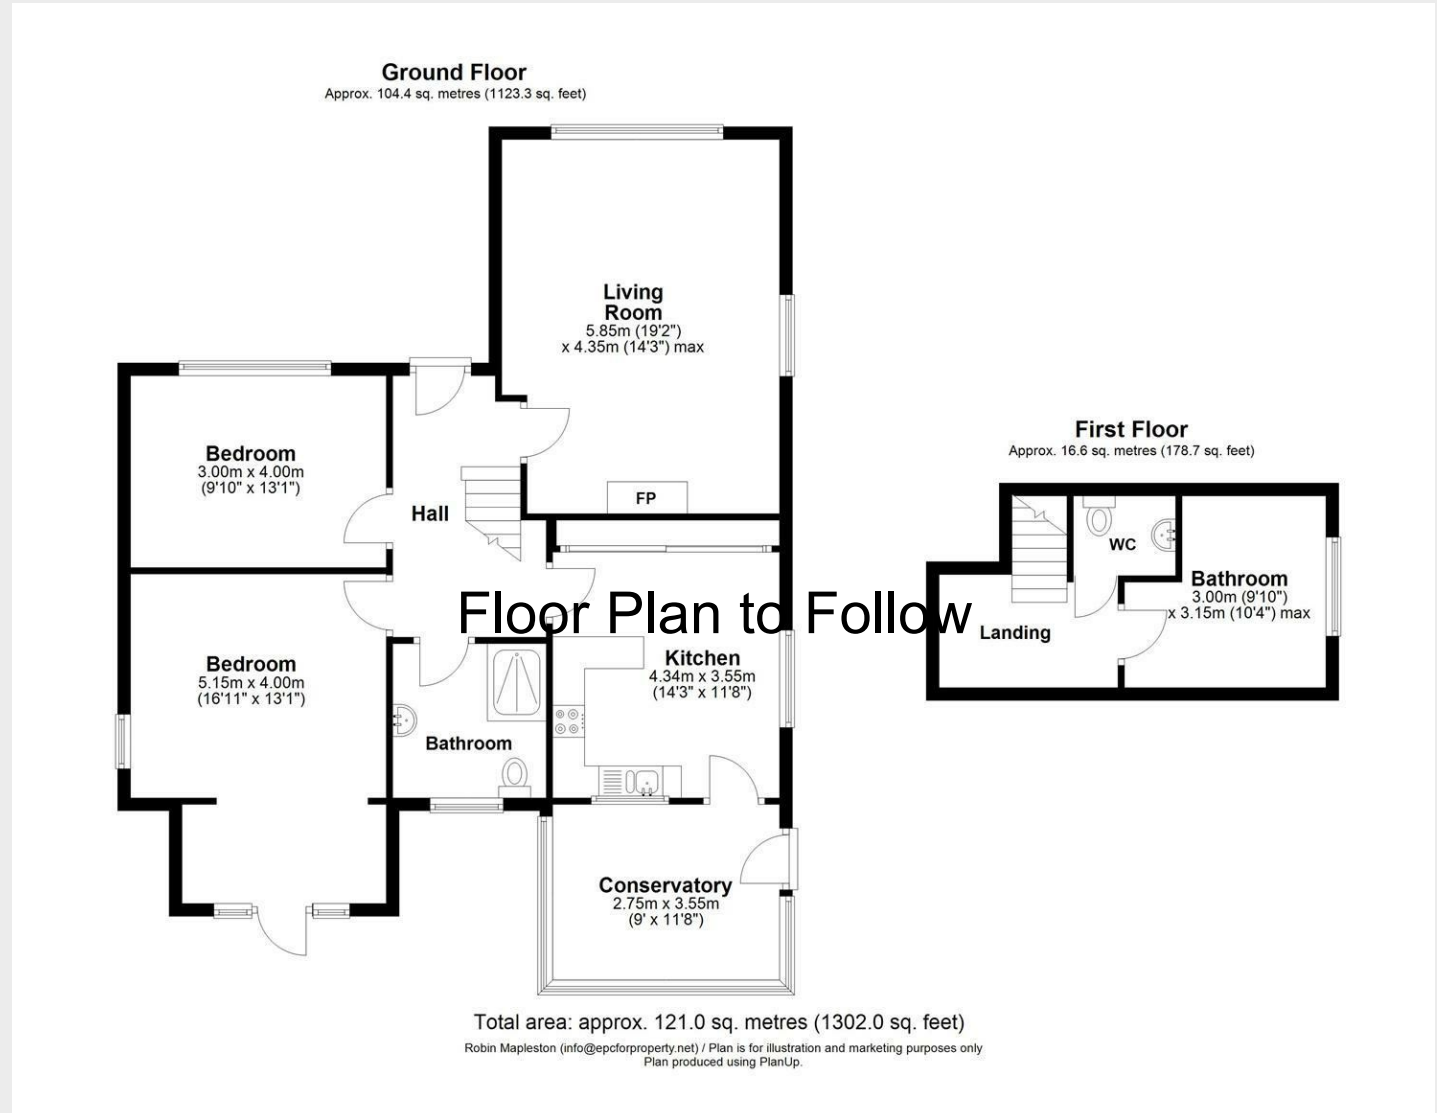 Ground Floor
Approx. 104.4 sq. metres (1123.3 sq. feet)
Living
Room
5.85m (19'2")
x 4.35m (14'3") max
FP
Bedroom
3.00m x 4.00m
(9'10" x 13'1")
Hall
Floor Plan to Follow
Bedroom
5.15m x 4.00m
(16'11" x 13'1")
Bathroom
Kitchen
4.34m x 3.55m
(14'3" x 11'8")
Conservatory
2.75m x 3.55m
(9' x 11'8")
First Floor
Approx. 16.6 sq. metres (178.7 sq. feet)
WC
Bathroom
3.00m (9'10")
x 3.15m (10'4") max
Landing
Total area: approx. 121.0 sq. metres (1302.0 sq. feet)
Robin Mapleston (info@epcforproperty.net) / Plan is for illustration and marketing purposes only
Plan produced using PlanUp.